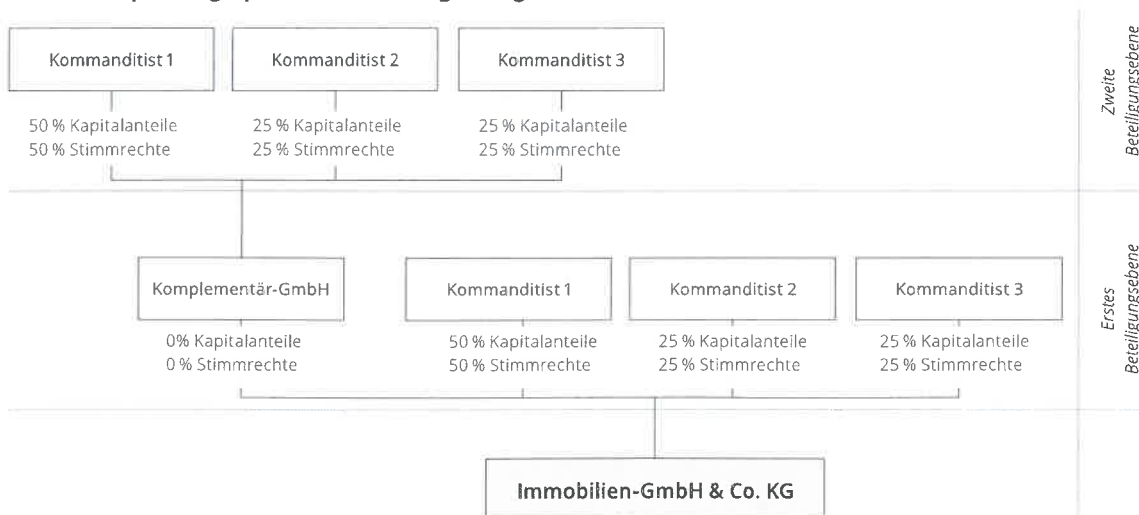 Kommanditist 1
Kommanditist 2
Kommanditist 3
50 % Kapitalanteile
50 % Stimmrechte
25 % Kapitalanteile
25 % Stimmrechte
25 % Kapitalanteile
25 % Stimmrechte
Zweite
Beteiligungsebene
Komplementär-GmbH
Kommanditist 1
Kommanditist 2
Kommanditist 3
0% Kapitalanteile
0 % Stimmrechte
50 % Kapitalanteile
50 % Stimmrechte
25 % Kapitalanteile
25 % Stimmrechte
25 % Kapitalanteile
25 % Stimmrechte
Erstes
Beteiligungsebene
Immobilien-GmbH & Co. KG